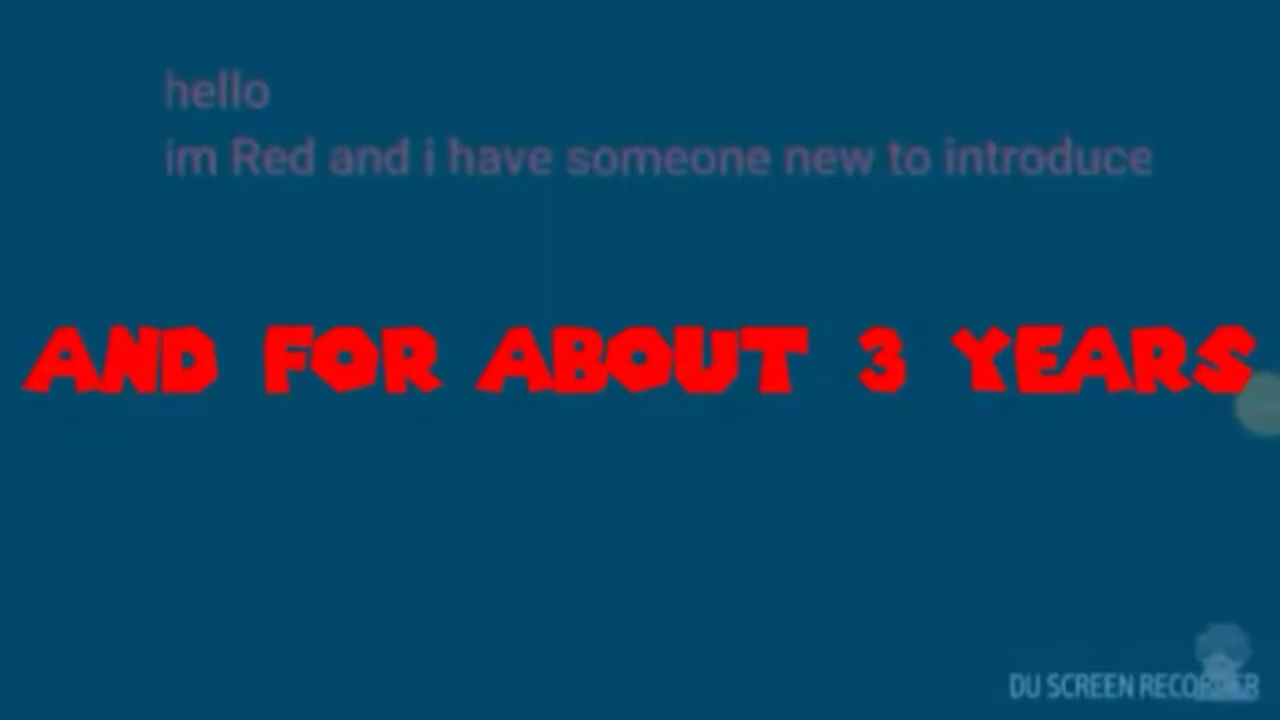 hello
im Red and i have someone new to introduce
AND FOR ABOUT 3 YEARS
DU SCREEN RECORDER